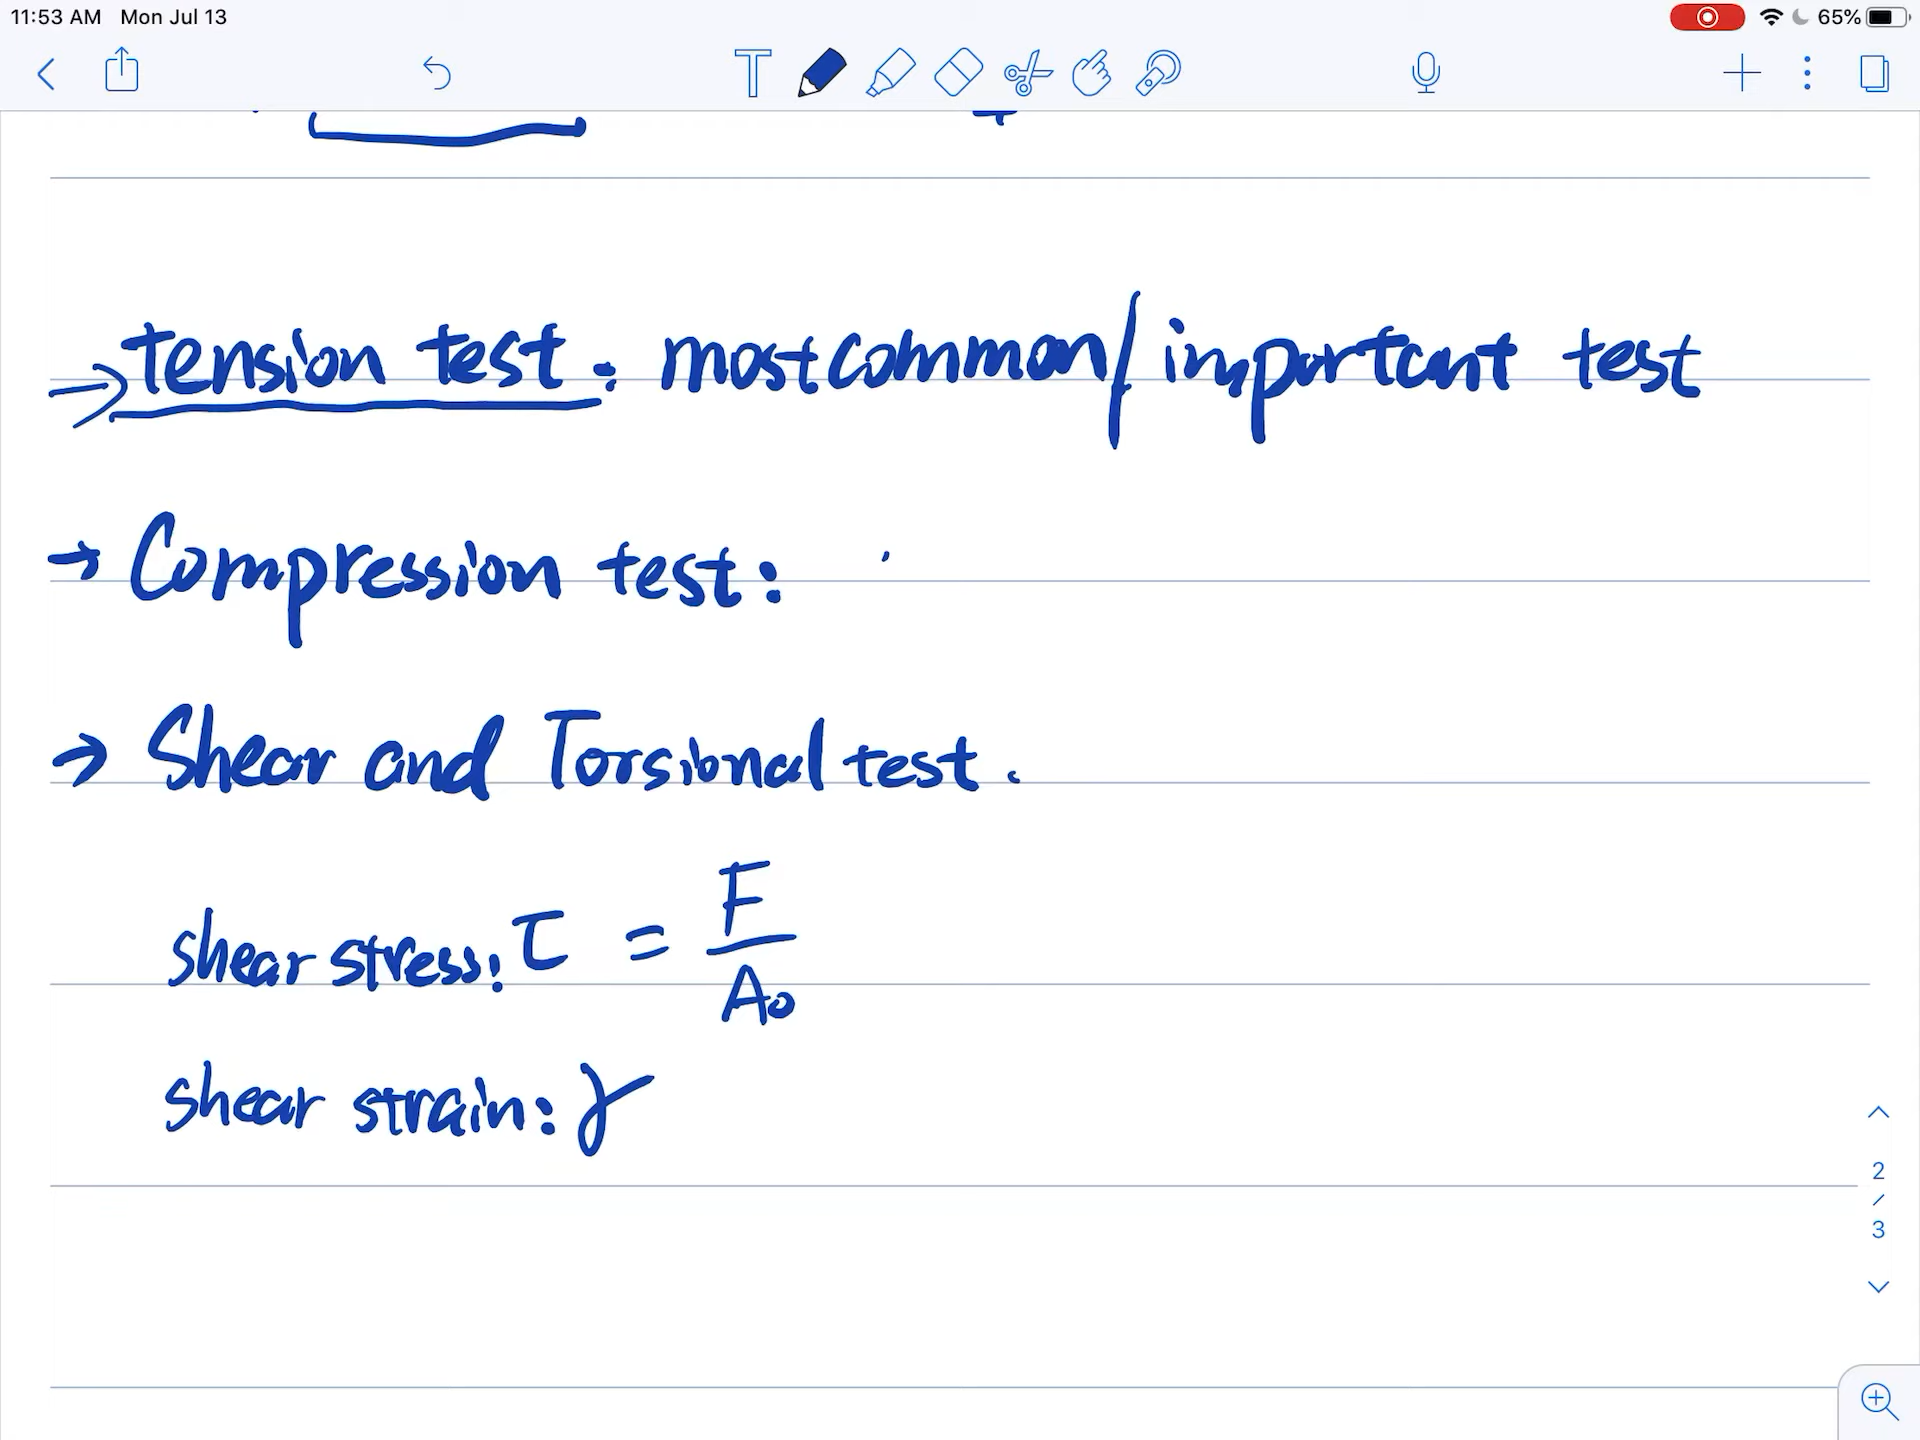 11:53 AM Mon Jul 13
65%
T
→ Tension test: most common/important test
→ Compression test:
→ Shear and Torsional test.
shear stress: τ = F/A₀
shear strain: γ
2
/
3